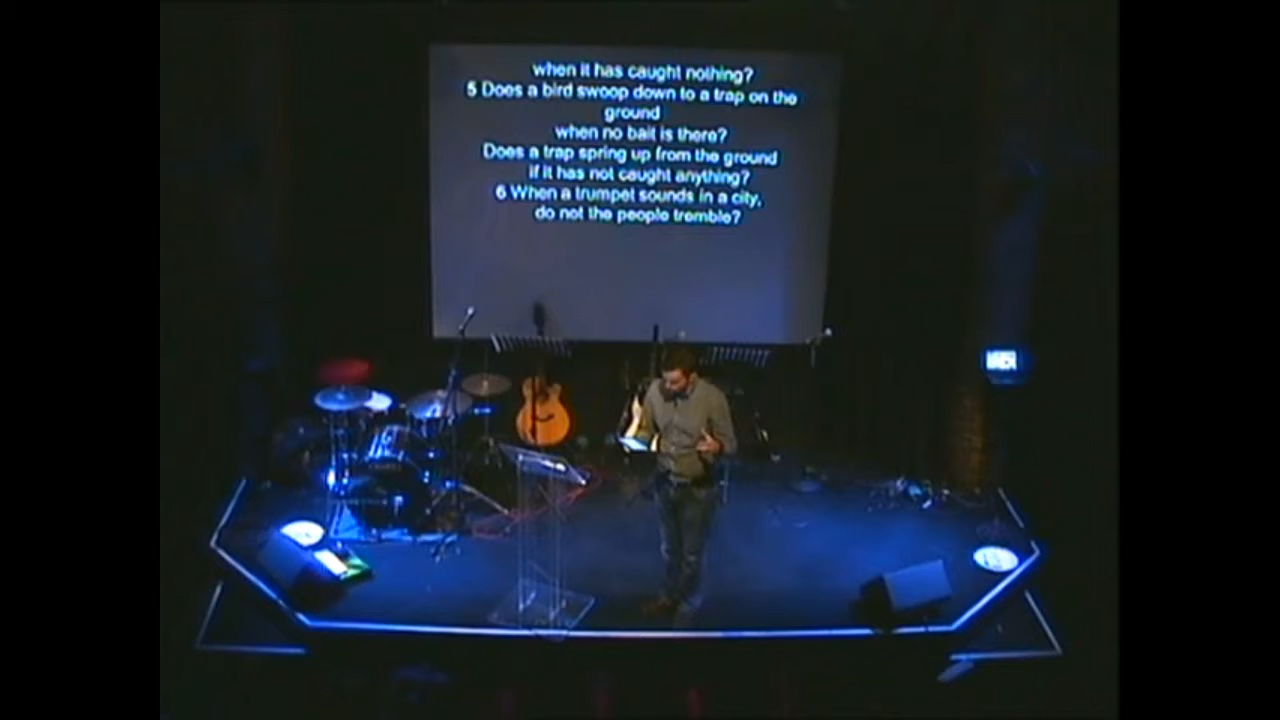 when it has caught nothing?
5 Does a bird swoop down to a trap on the
ground
when no bait is there?
Does a trap spring up from the ground
if it has not caught anything?
6 When a trumpet sounds in a city,
do not the people tremble?